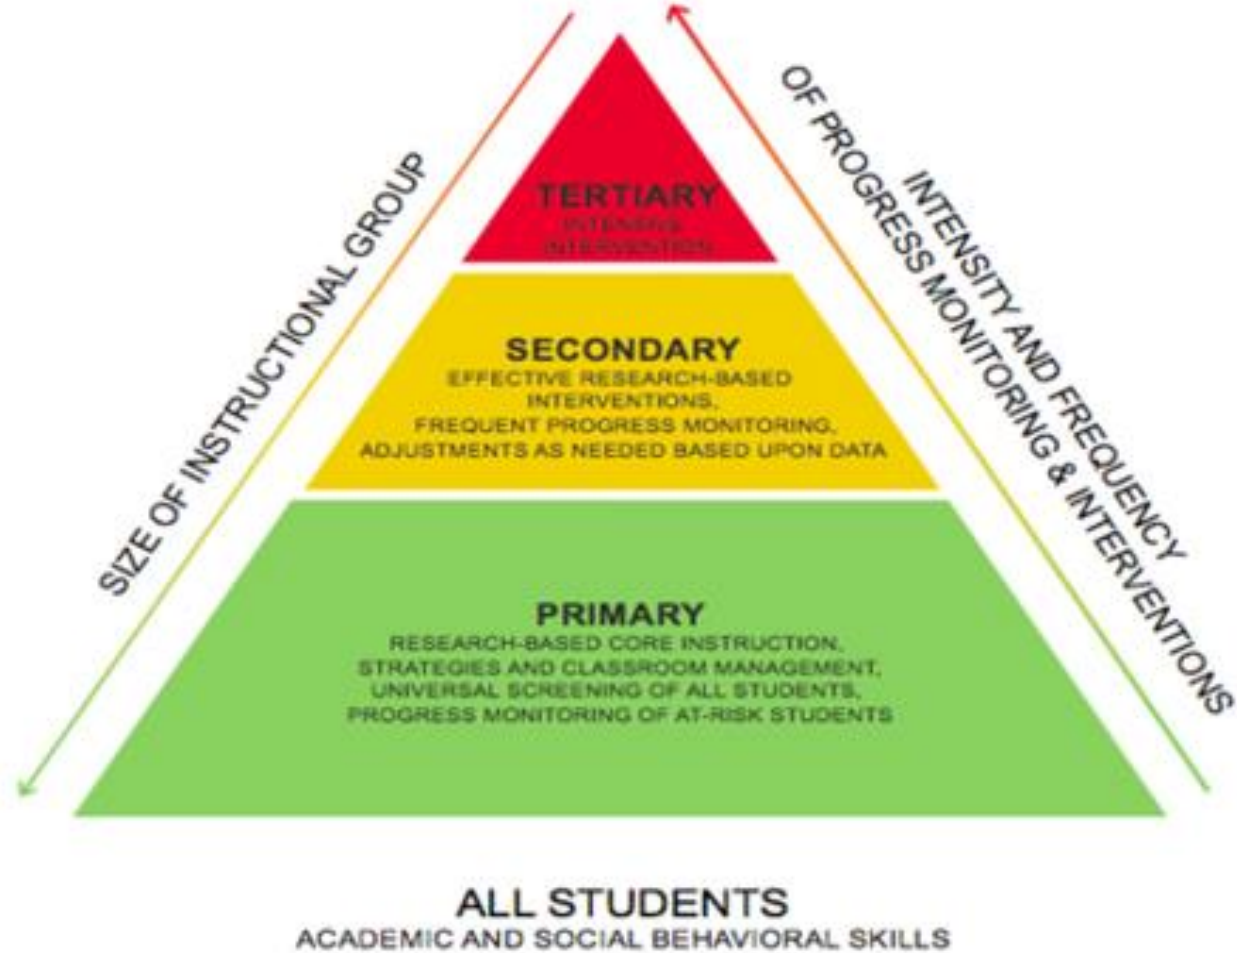 SIZE OF INSTRUCTIONAL GROUP
INTENSITY AND FREQUENCY
OF PROGRESS MONITORING & INTERVENTIONS
TERTIARY
INTENSIVE
INTERVENTION
SECONDARY
EFFECTIVE RESEARCH-BASED
INTERVENTIONS,
FREQUENT PROGRESS MONITORING,
ADJUSTMENTS AS NEEDED BASED UPON DATA
PRIMARY
RESEARCH-BASED CORE INSTRUCTION,
STRATEGIES AND CLASSROOM MANAGEMENT,
UNIVERSAL SCREENING OF ALL STUDENTS,
PROGRESS MONITORING OF AT-RISK STUDENTS
ALL STUDENTS
ACADEMIC AND SOCIAL BEHAVIORAL SKILLS